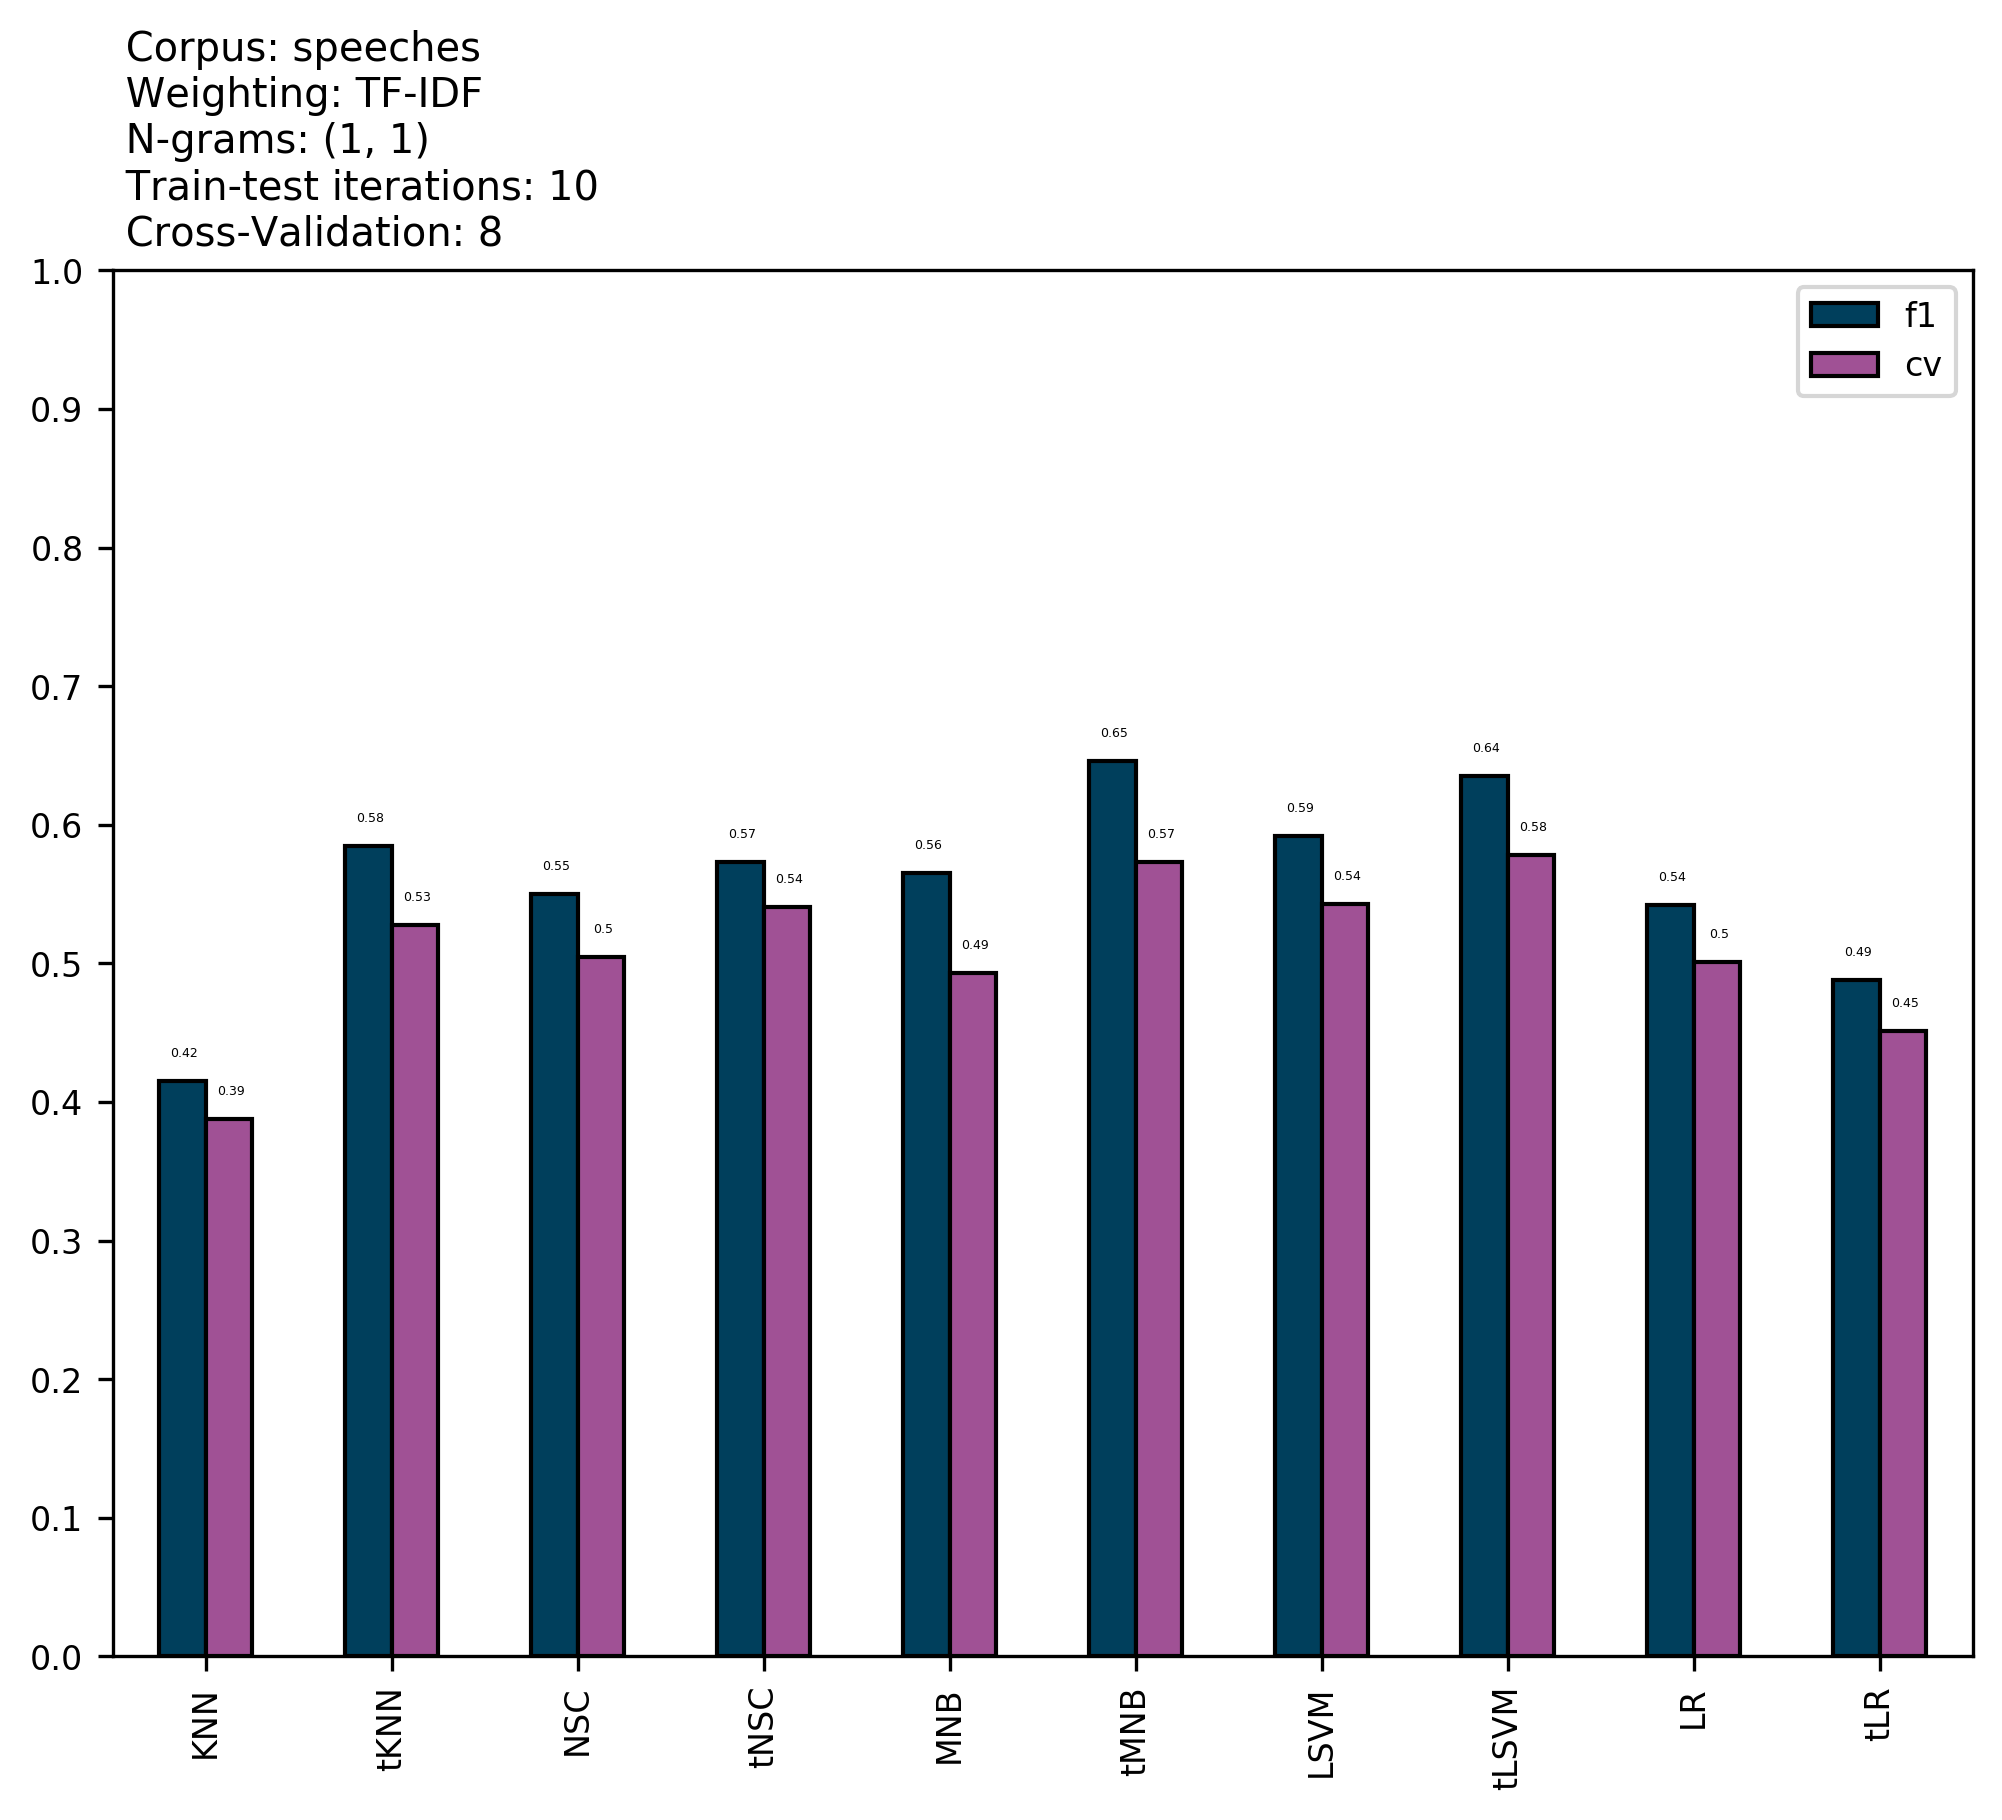 Corpus: speeches
Weighting: TF-IDF
N-grams: (1, 1)
Train-test iterations: 10
Cross-Validation: 8
1.0
0.9
0.8
0.7
0.6
0.5
0.4
0.3
0.2
0.1
0.0
f1
cv
0.42
0.39
0.58
0.53
0.55
0.5
0.57
0.54
0.56
0.49
0.65
0.57
0.59
0.54
0.64
0.58
0.54
0.5
0.49
0.45
KNN
tKNN
NSC
tNSC
MNB
tMNB
LSVM
tLSVM
LR
tLR